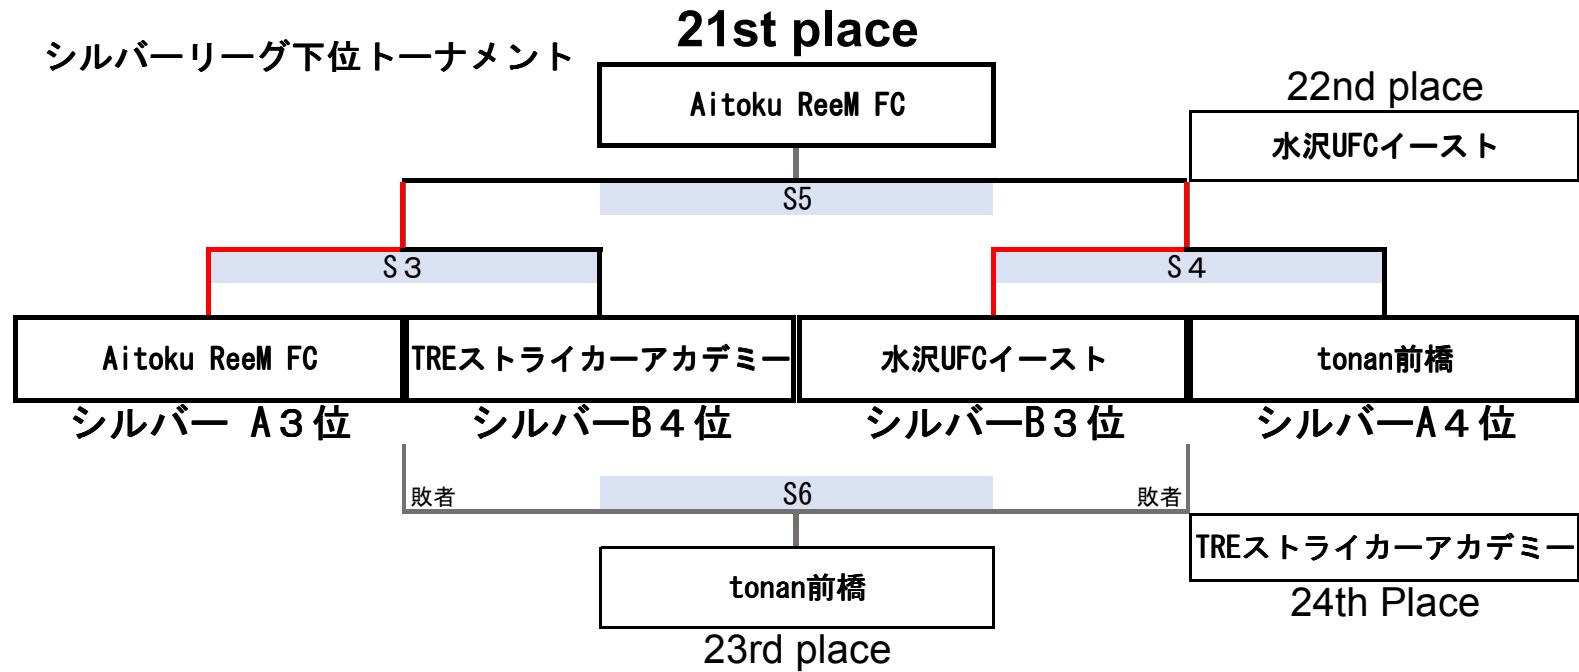 21st place
シルバーリーグ下位トーナメント
Aitoku ReeM FC
22nd place
水沢UFCイースト
S5
S３
S４
Aitoku ReeM FC
TREストライカーアカデミー
水沢UFCイースト
tonan前橋
シルバー A３位
シルバーB４位
シルバーB３位
シルバーA４位
敗者
S6
敗者
TREストライカーアカデミー
tonan前橋
24th Place
23rd place